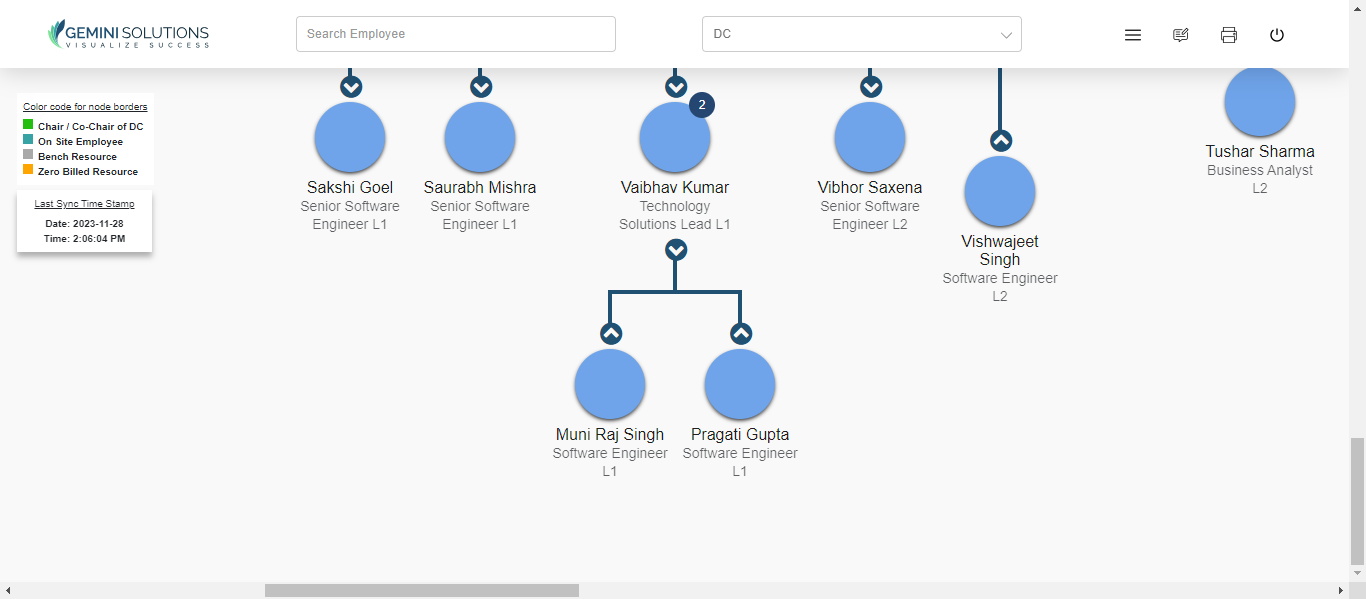 GEMINI SOLUTIONS
VISUALIZE SUCCESS
Search Employee
DC
Color code for node borders
Chair / Co-Chair of DC
On Site Employee
Bench Resource
Zero Billed Resource
Last Sync Time Stamp
Date: 2023-11-28
Time: 2:06:04 PM
Sakshi Goel
Senior Software
Engineer L1
Saurabh Mishra
Senior Software
Engineer L1
2
Vaibhav Kumar
Technology
Solutions Lead L1
Vibhor Saxena
Senior Software
Engineer L2
Vishwajeet
Singh
Software Engineer
L2
Tushar Sharma
Business Analyst
L2
Muni Raj Singh
Software Engineer
L1
Pragati Gupta
Software Engineer
L1